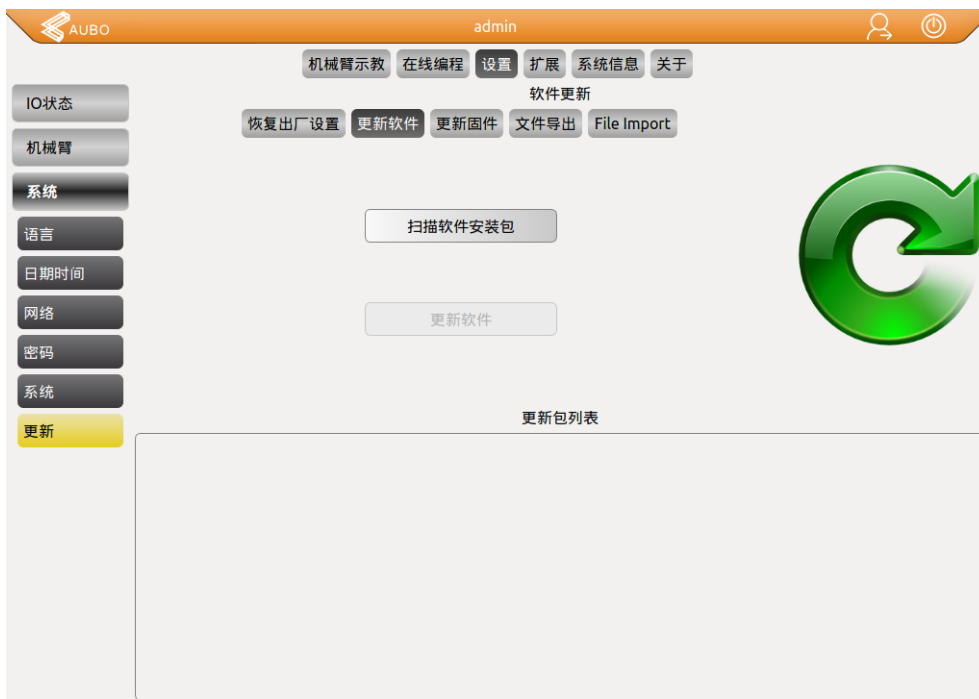 AUBO
admin
机械臂示教 在线编程 设置 扩展 系统信息 关于
软件更新
恢复出厂设置 更新软件 更新固件 文件导出 File Import
IO状态
机械臂
系统
语言
日期时间
网络
密码
系统
更新
扫描软件安装包
更新软件
更新包列表